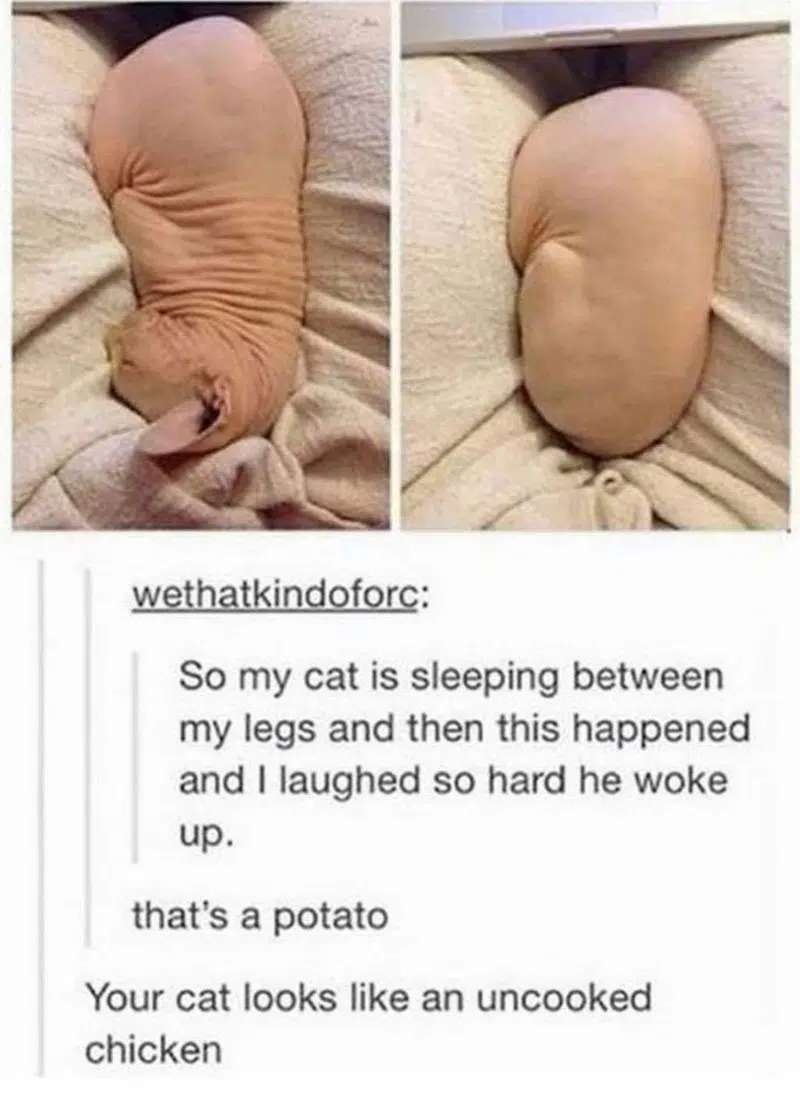 wethatkindoforc:
So my cat is sleeping between
my legs and then this happened
and I laughed so hard he woke
up.
that's a potato
Your cat looks like an uncooked
chicken